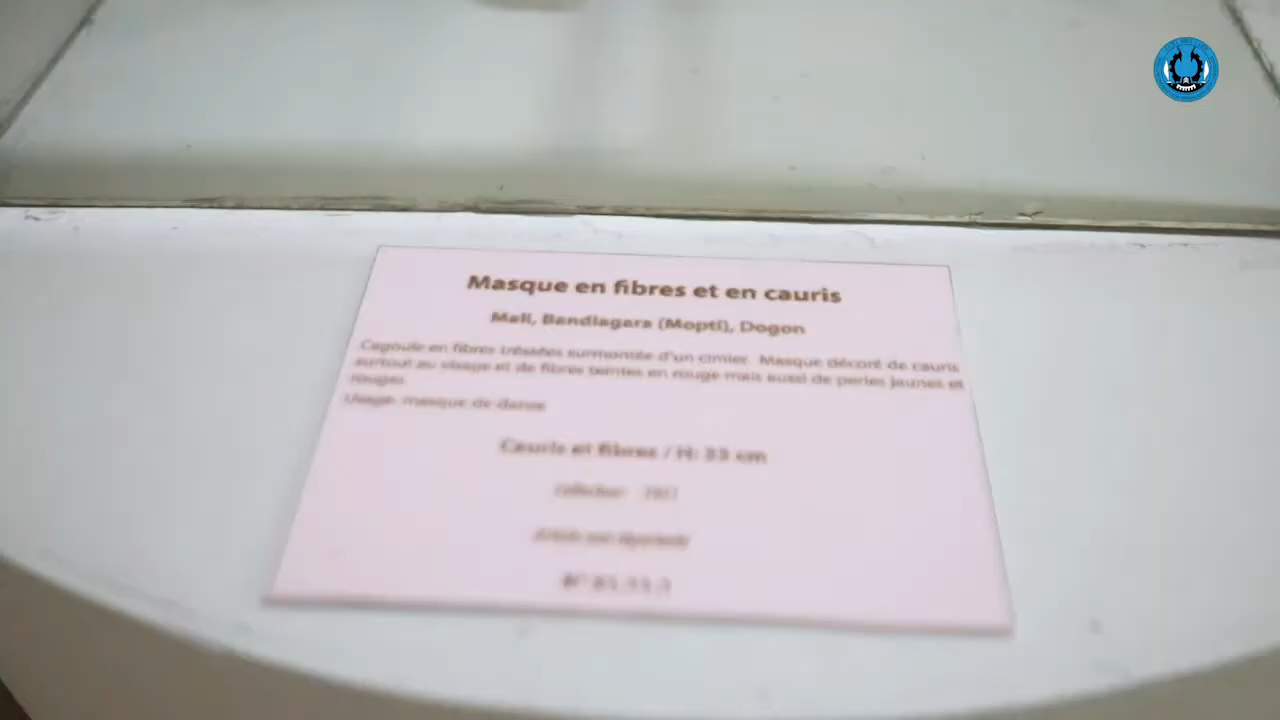 Masque en fibres et en cauris
Mali, Bandiagara (Mopti), Dogon
Cagoule en fibres tréssées surmontée d'un cimier. Masque décoré de cauris
surtout au visage et de fibres teintes en rouge mais aussi de perles jaunes et
rouges.
Usage: masque de danse
Cauris et fibres / H: 33 cm